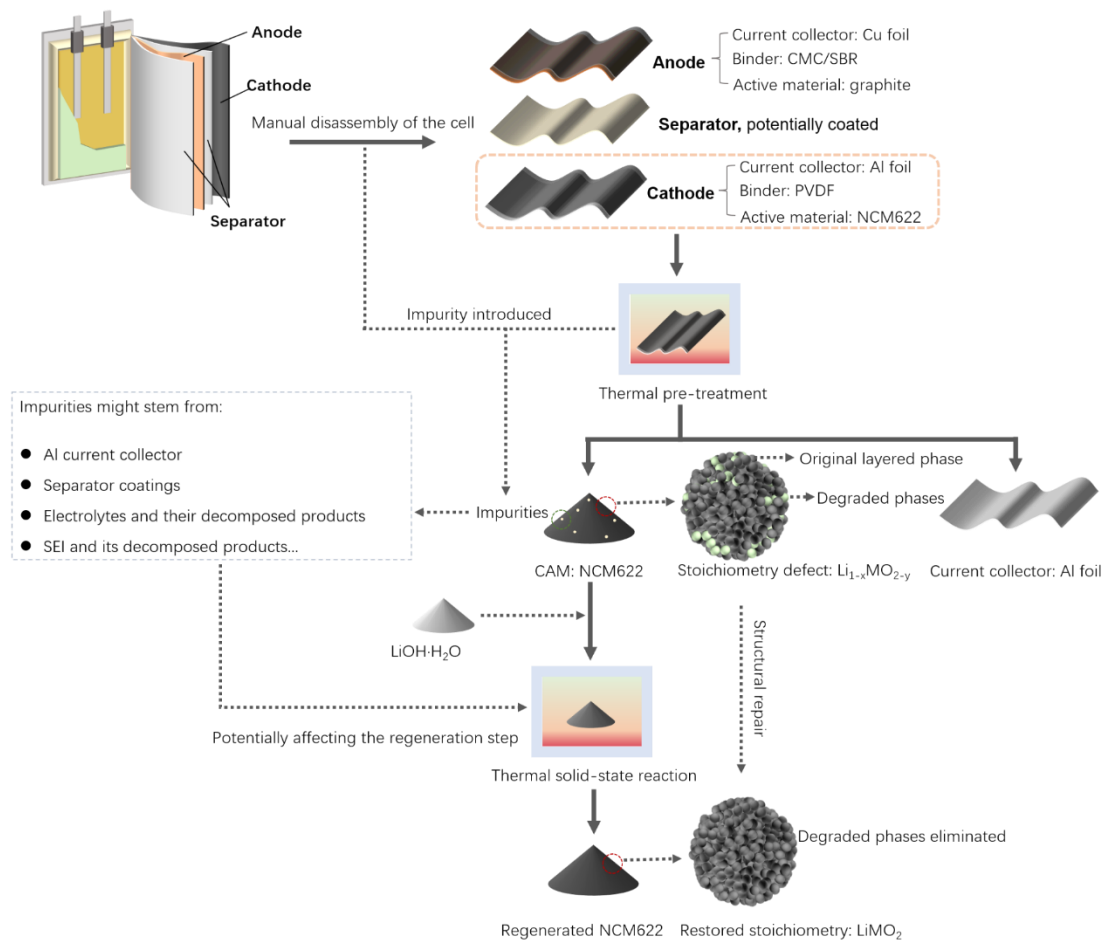 Anode
Cathode
Separator
Manual disassembly of the cell
Anode
Current collector: Cu foil
Binder: CMC/SBR
Active material: graphite
Separator, potentially coated
Cathode
Current collector: Al foil
Binder: PVDF
Active material: NCM622
Impurity introduced
Thermal pre-treatment
Impurities might stem from:
● Al current collector
● Separator coatings
● Electrolytes and their decomposed products
● SEI and its decomposed products...
Impurities
Original layered phase
Degraded phases
CAM: NCM622
Stoichiometry defect: Li₁₋ₓMO₂₋ᵧ
Current collector: Al foil
LiOH·H₂O
Structural repair
Potentially affecting the regeneration step
Thermal solid-state reaction
Degraded phases eliminated
Regenerated NCM622
Restored stoichiometry: LiMO₂